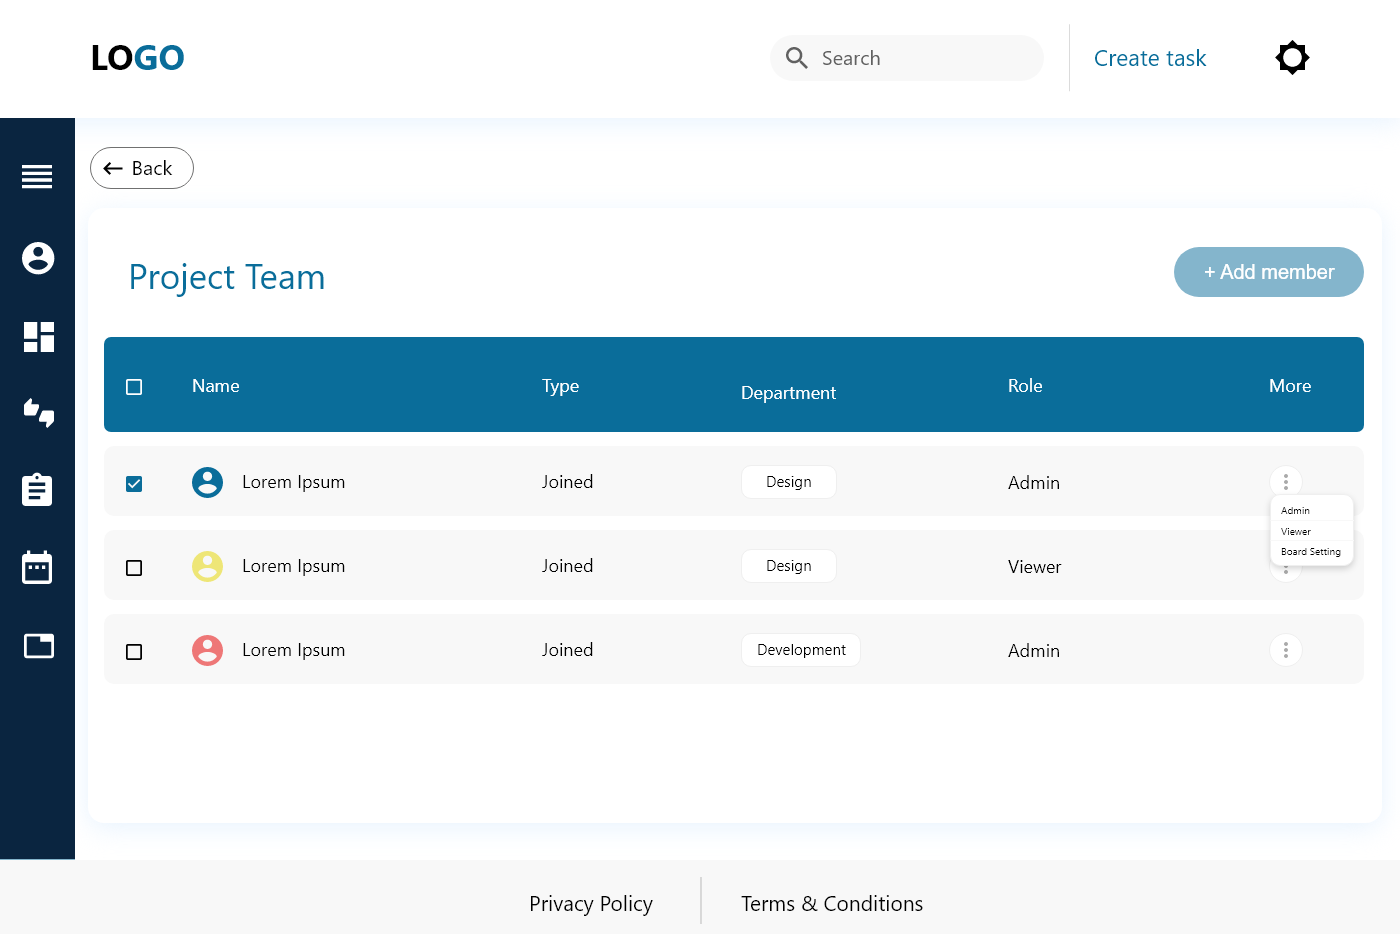 LOGO
Search
Create task
Back
Project Team
+ Add member
Name Type Department Role More
Lorem Ipsum Joined Design Admin
Admin
Viewer
Board Setting
Lorem Ipsum Joined Design Viewer
Lorem Ipsum Joined Development Admin
Privacy Policy
Terms & Conditions